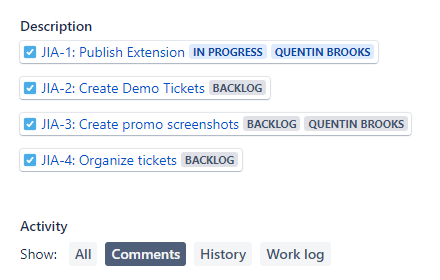 Description
JIA-1: Publish Extension IN PROGRESS QUENTIN BROOKS
JIA-2: Create Demo Tickets BACKLOG
JIA-3: Create promo screenshots BACKLOG QUENTIN BROOKS
JIA-4: Organize tickets BACKLOG
Activity
Show: All Comments History Work log